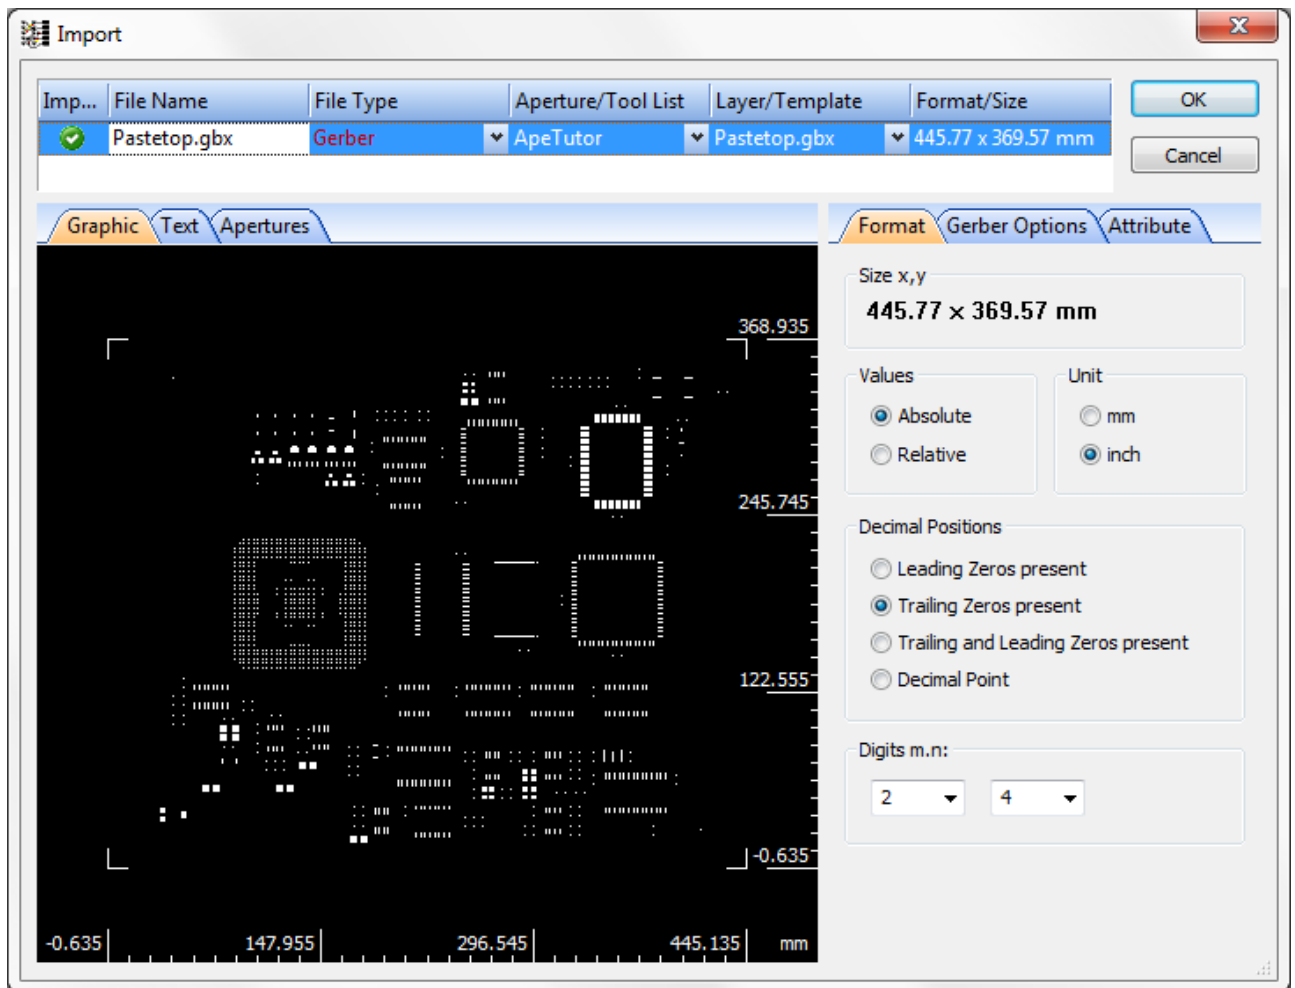 Import
Imp... File Name File Type Aperture/Tool List Layer/Template Format/Size
Pastetop.gbx Gerber ApeTutor Pastetop.gbx 445.77 x 369.57 mm
OK
Cancel
Graphic Text Apertures
368.935
245.745
122.555
-0.635
-0.635 147.955 296.545 445.135 mm
Format Gerber Options Attribute
Size x,y
445.77 x 369.57 mm
Values
Absolute
Relative
Unit
mm
inch
Decimal Positions
Leading Zeros present
Trailing Zeros present
Trailing and Leading Zeros present
Decimal Point
Digits m.n:
2 4